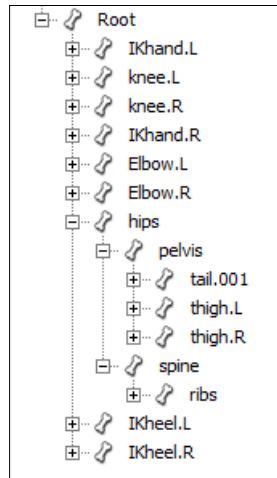 Root
IKhand.L
knee.L
knee.R
IKhand.R
Elbow.L
Elbow.R
hips
pelvis
tail.001
thigh.L
thigh.R
spine
ribs
IKheel.L
IKheel.R